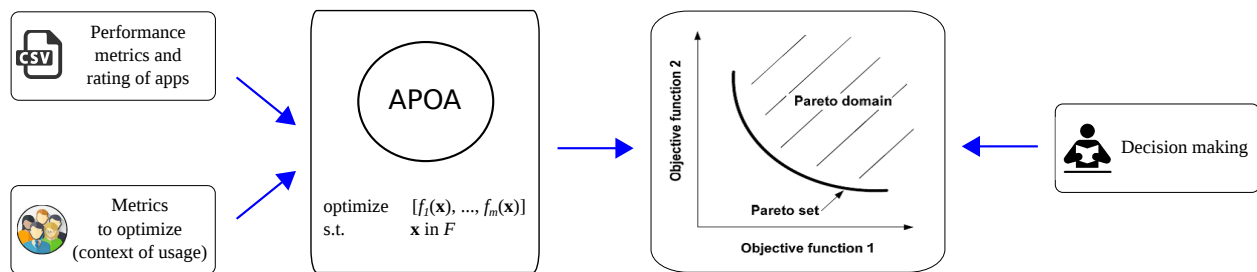 CSV
Performance
metrics and
rating of apps
Metrics
to optimize
(context of usage)
APOA
optimize [f₁(x), ..., fₘ(x)]
s.t. x in F
Objective function 2
Pareto domain
Pareto set
Objective function 1
Decision making